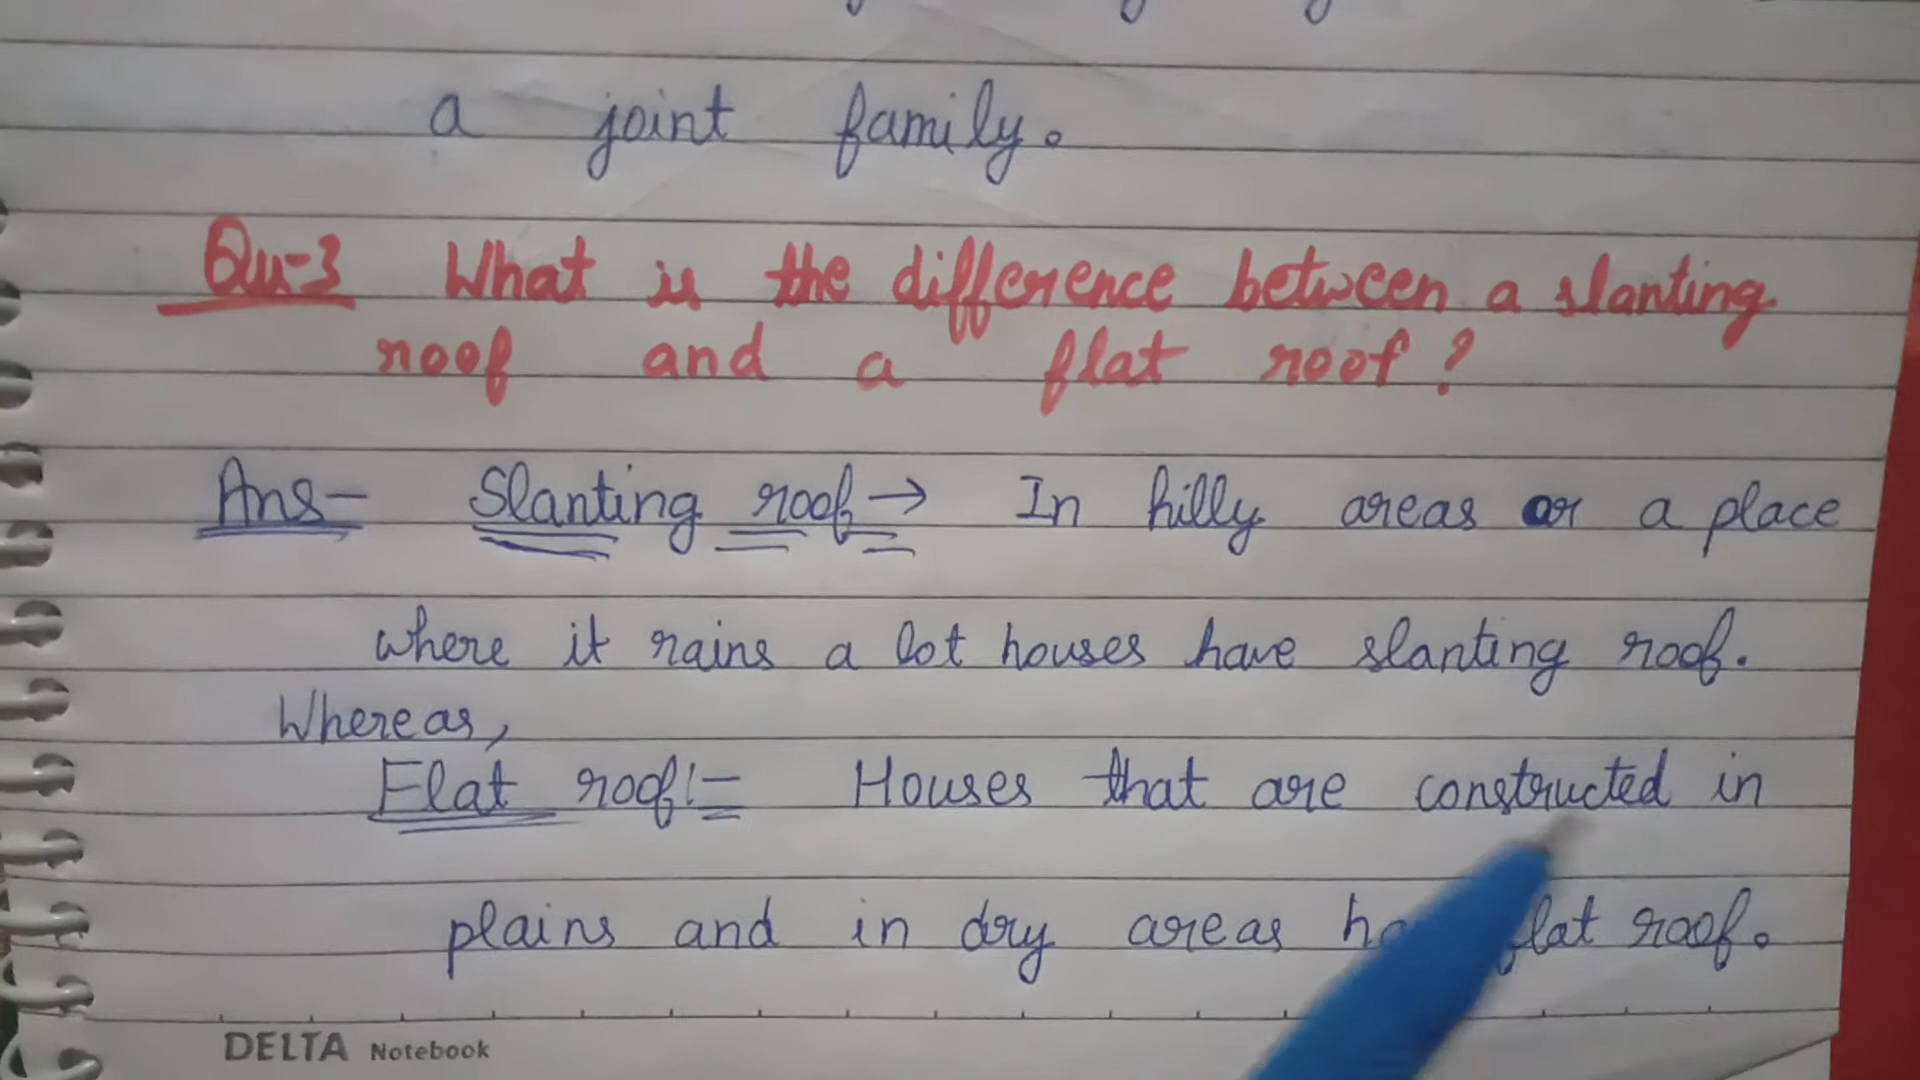 a joint family.
Qu-3 What is the difference between a slanting
roof and a flat roof?
Ans- Slanting roof → In hilly areas or a place
where it rains a lot houses have slanting roof.
Whereas,
Flat roof:- Houses that are constructed in
plains and in dry areas flat roof.
DELTA Notebook